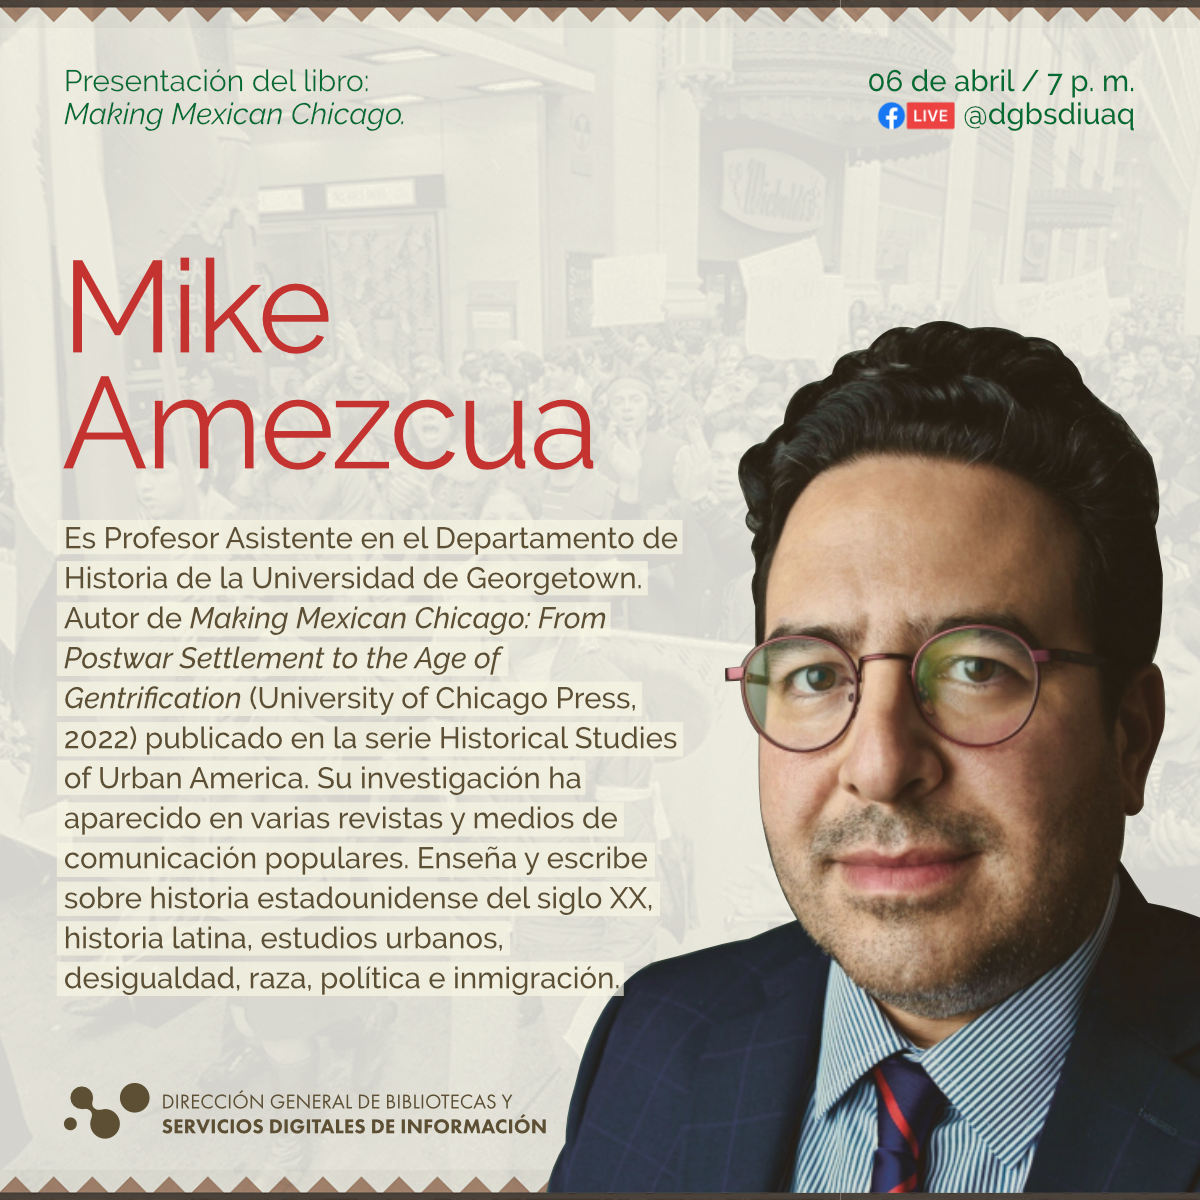 Presentación del libro:
Making Mexican Chicago.
06 de abril / 7 p. m.
LIVE @dgbsdiuaq
Mike
Amezcua
Es Profesor Asistente en el Departamento de
Historia de la Universidad de Georgetown.
Autor de Making Mexican Chicago: From
Postwar Settlement to the Age of
Gentrification (University of Chicago Press,
2022) publicado en la serie Historical Studies
of Urban America. Su investigación ha
aparecido en varias revistas y medios de
comunicación populares. Enseña y escribe
sobre historia estadounidense del siglo XX,
historia latina, estudios urbanos,
desigualdad, raza, política e inmigración.
DIRECCIÓN GENERAL DE BIBLIOTECAS Y
SERVICIOS DIGITALES DE INFORMACIÓN